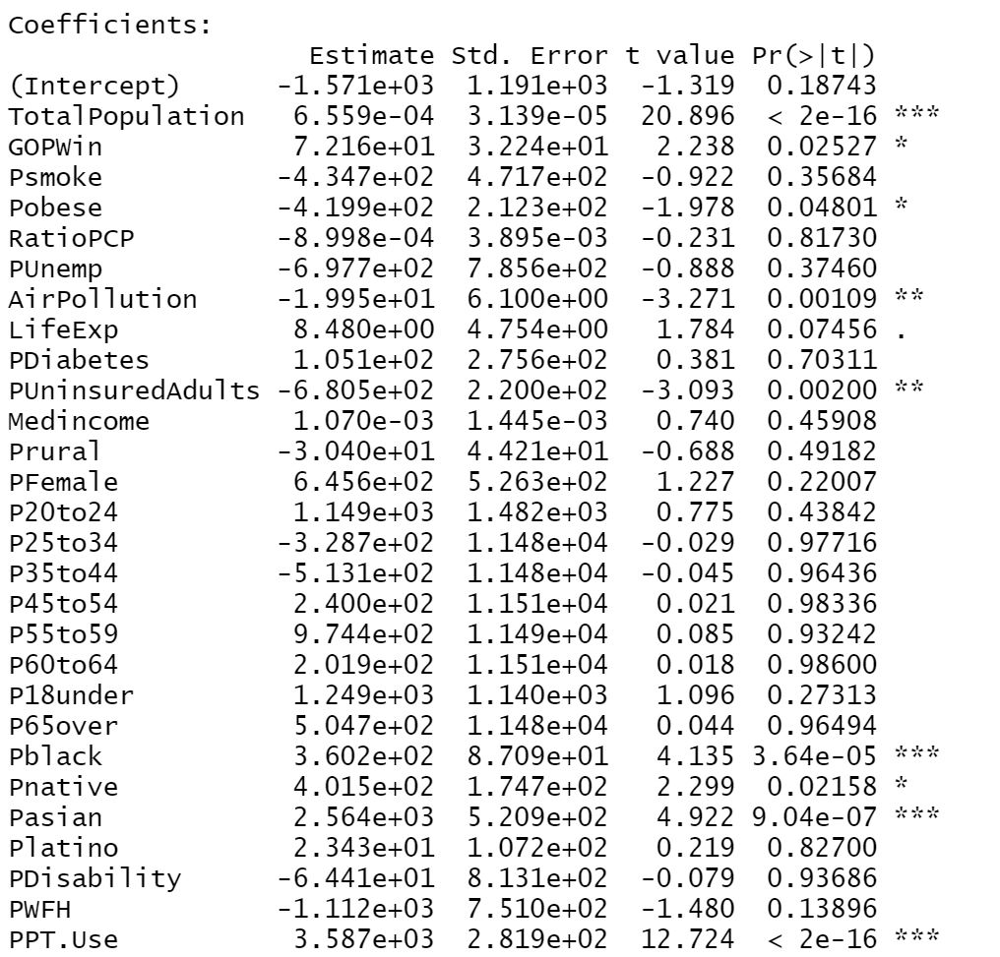 Coefficients:
Estimate Std. Error t value Pr(>|t|)
(Intercept) -1.571e+03 1.191e+03 -1.319 0.18743
TotalPopulation 6.559e-04 3.139e-05 20.896 < 2e-16 ***
GOPWin 7.216e+01 3.224e+01 2.238 0.02527 *
Psmoke -4.347e+02 4.717e+02 -0.922 0.35684
Pobese -4.199e+02 2.123e+02 -1.978 0.04801 *
RatioPCP -8.998e-04 3.895e-03 -0.231 0.81730
PUnemp -6.977e+02 7.856e+02 -0.888 0.37460
AirPollution -1.995e+01 6.100e+00 -3.271 0.00109 **
LifeExp 8.480e+00 4.754e+00 1.784 0.07456 .
PDiabetes 1.051e+02 2.756e+02 0.381 0.70311
PUninsuredAdults -6.805e+02 2.200e+02 -3.093 0.00200 **
Medincome 1.070e-03 1.445e-03 0.740 0.45908
Prural -3.040e+01 4.421e+01 -0.688 0.49182
PFemale 6.456e+02 5.263e+02 1.227 0.22007
P20to24 1.149e+03 1.482e+03 0.775 0.43842
P25to34 -3.287e+02 1.148e+04 -0.029 0.97716
P35to44 -5.131e+02 1.148e+04 -0.045 0.96436
P45to54 2.400e+02 1.151e+04 0.021 0.98336
P55to59 9.744e+02 1.149e+04 0.085 0.93242
P60to64 2.019e+02 1.151e+04 0.018 0.98600
P18under 1.249e+03 1.140e+03 1.096 0.27313
P65over 5.047e+02 1.148e+04 0.044 0.96494
Pblack 3.602e+02 8.709e+01 4.135 3.64e-05 ***
Pnative 4.015e+02 1.747e+02 2.299 0.02158 *
Pasian 2.564e+03 5.209e+02 4.922 9.04e-07 ***
Platino 2.343e+01 1.072e+02 0.219 0.82700
PDisability -6.441e+01 8.131e+02 -0.079 0.93686
PWFH -1.112e+03 7.510e+02 -1.480 0.13896
PPT.Use 3.587e+03 2.819e+02 12.724 < 2e-16 ***